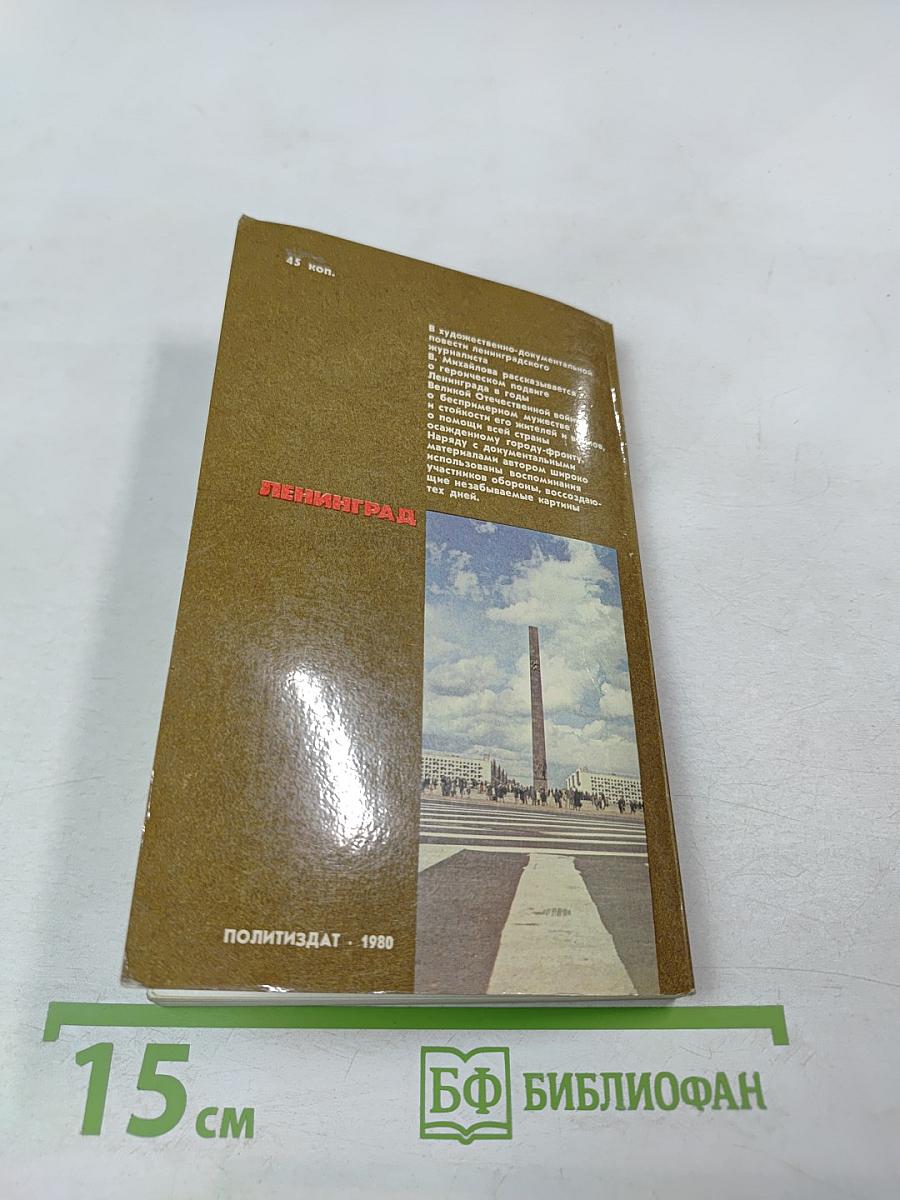 45 коп.
В художественно-документальной
повести ленинградского
журналиста
В. Михайлова рассказывается
о героическом подвиге
Ленинграда в годы
Великой Отечественной
о беспримерном мужестве
и стойкости его жителей и
о помощи всей страны
осажденному городу-фронту.
Наряду с документальными
материалами автором широко
использованы воспоминания
участников обороны, воссоздаю-
щие незабываемые картины
тех дней.
ЛЕНИНГРАД
ПОЛИТИЗДАТ · 1980
15 см
БФ БИБЛИОФАН